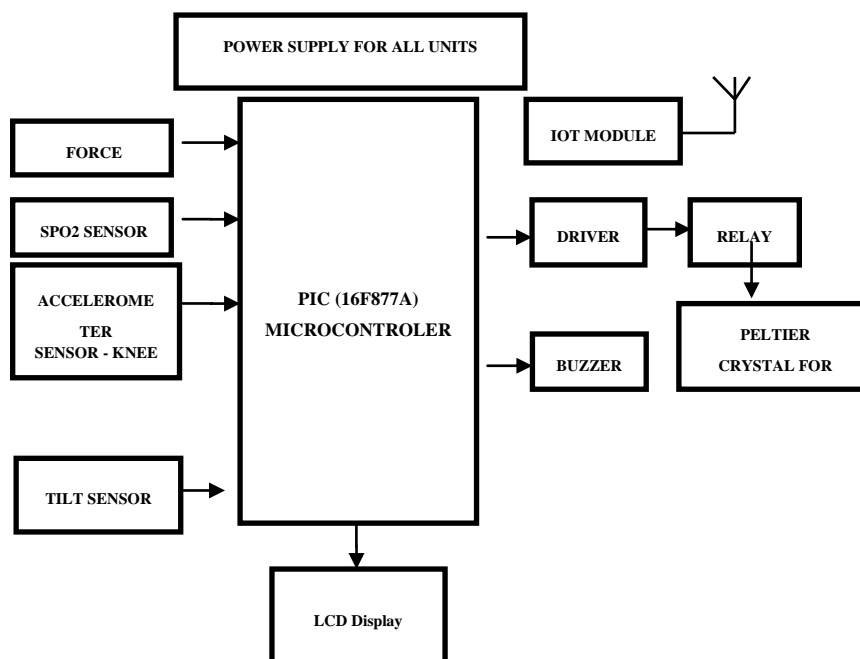 POWER SUPPLY FOR ALL UNITS
IOT MODULE
FORCE
SPO2 SENSOR
DRIVER
RELAY
ACCELEROME
TER
SENSOR - KNEE
PIC (16F877A)
MICROCONTROLER
PELTIER
CRYSTAL FOR
BUZZER
TILT SENSOR
LCD Display